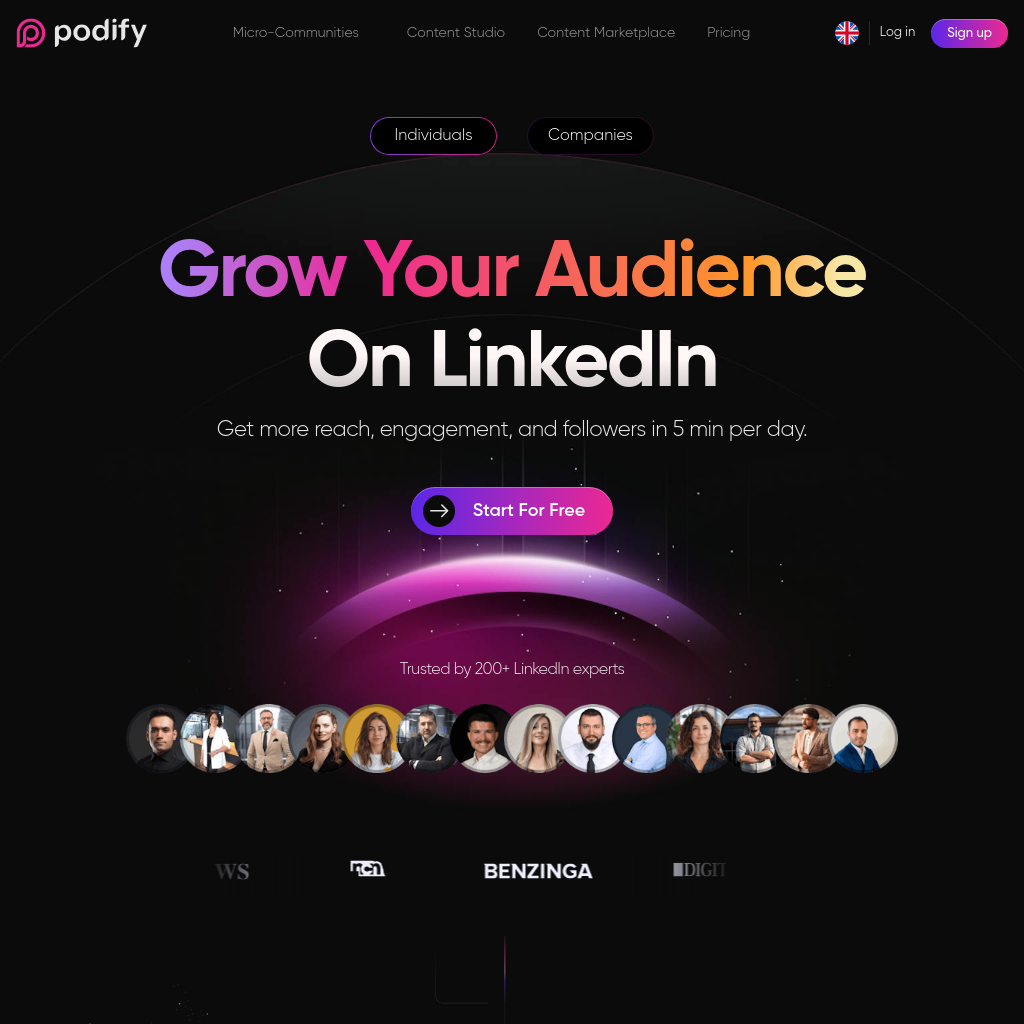 podify
Micro-Communities
Content Studio
Content Marketplace
Pricing
Log in
Sign up
Individuals
Companies
Grow Your Audience
On LinkedIn
Get more reach, engagement, and followers in 5 min per day.
Start For Free
Trusted by 200+ LinkedIn experts
WS
BENZINGA
DIGIT